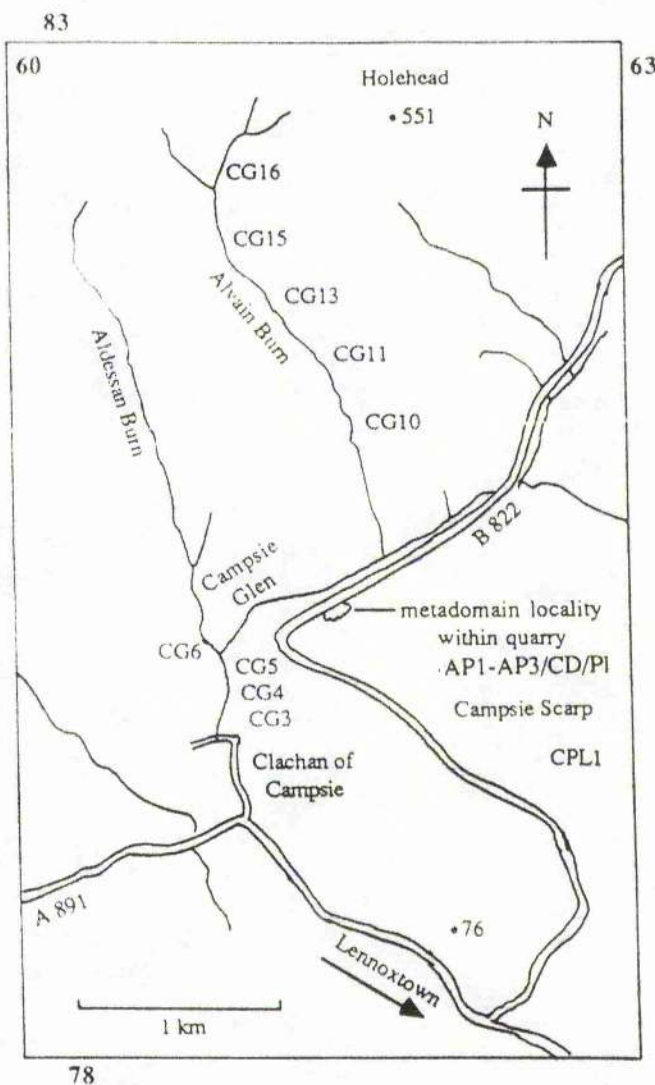 83
60
63
Holehead
551
N
CG16
CG15
CG13
Alvain Burn
CG11
Aldessan Burn
CG10
B 822
Campsie
Glen
metadomain locality
within quarry
AP1-AP3/CD/P1
CG6
CG5
CG4
CG3
Campsie Scarp
CPL1
Clachan of
Campsie
A 891
76
Lennoxtown
1 km
78